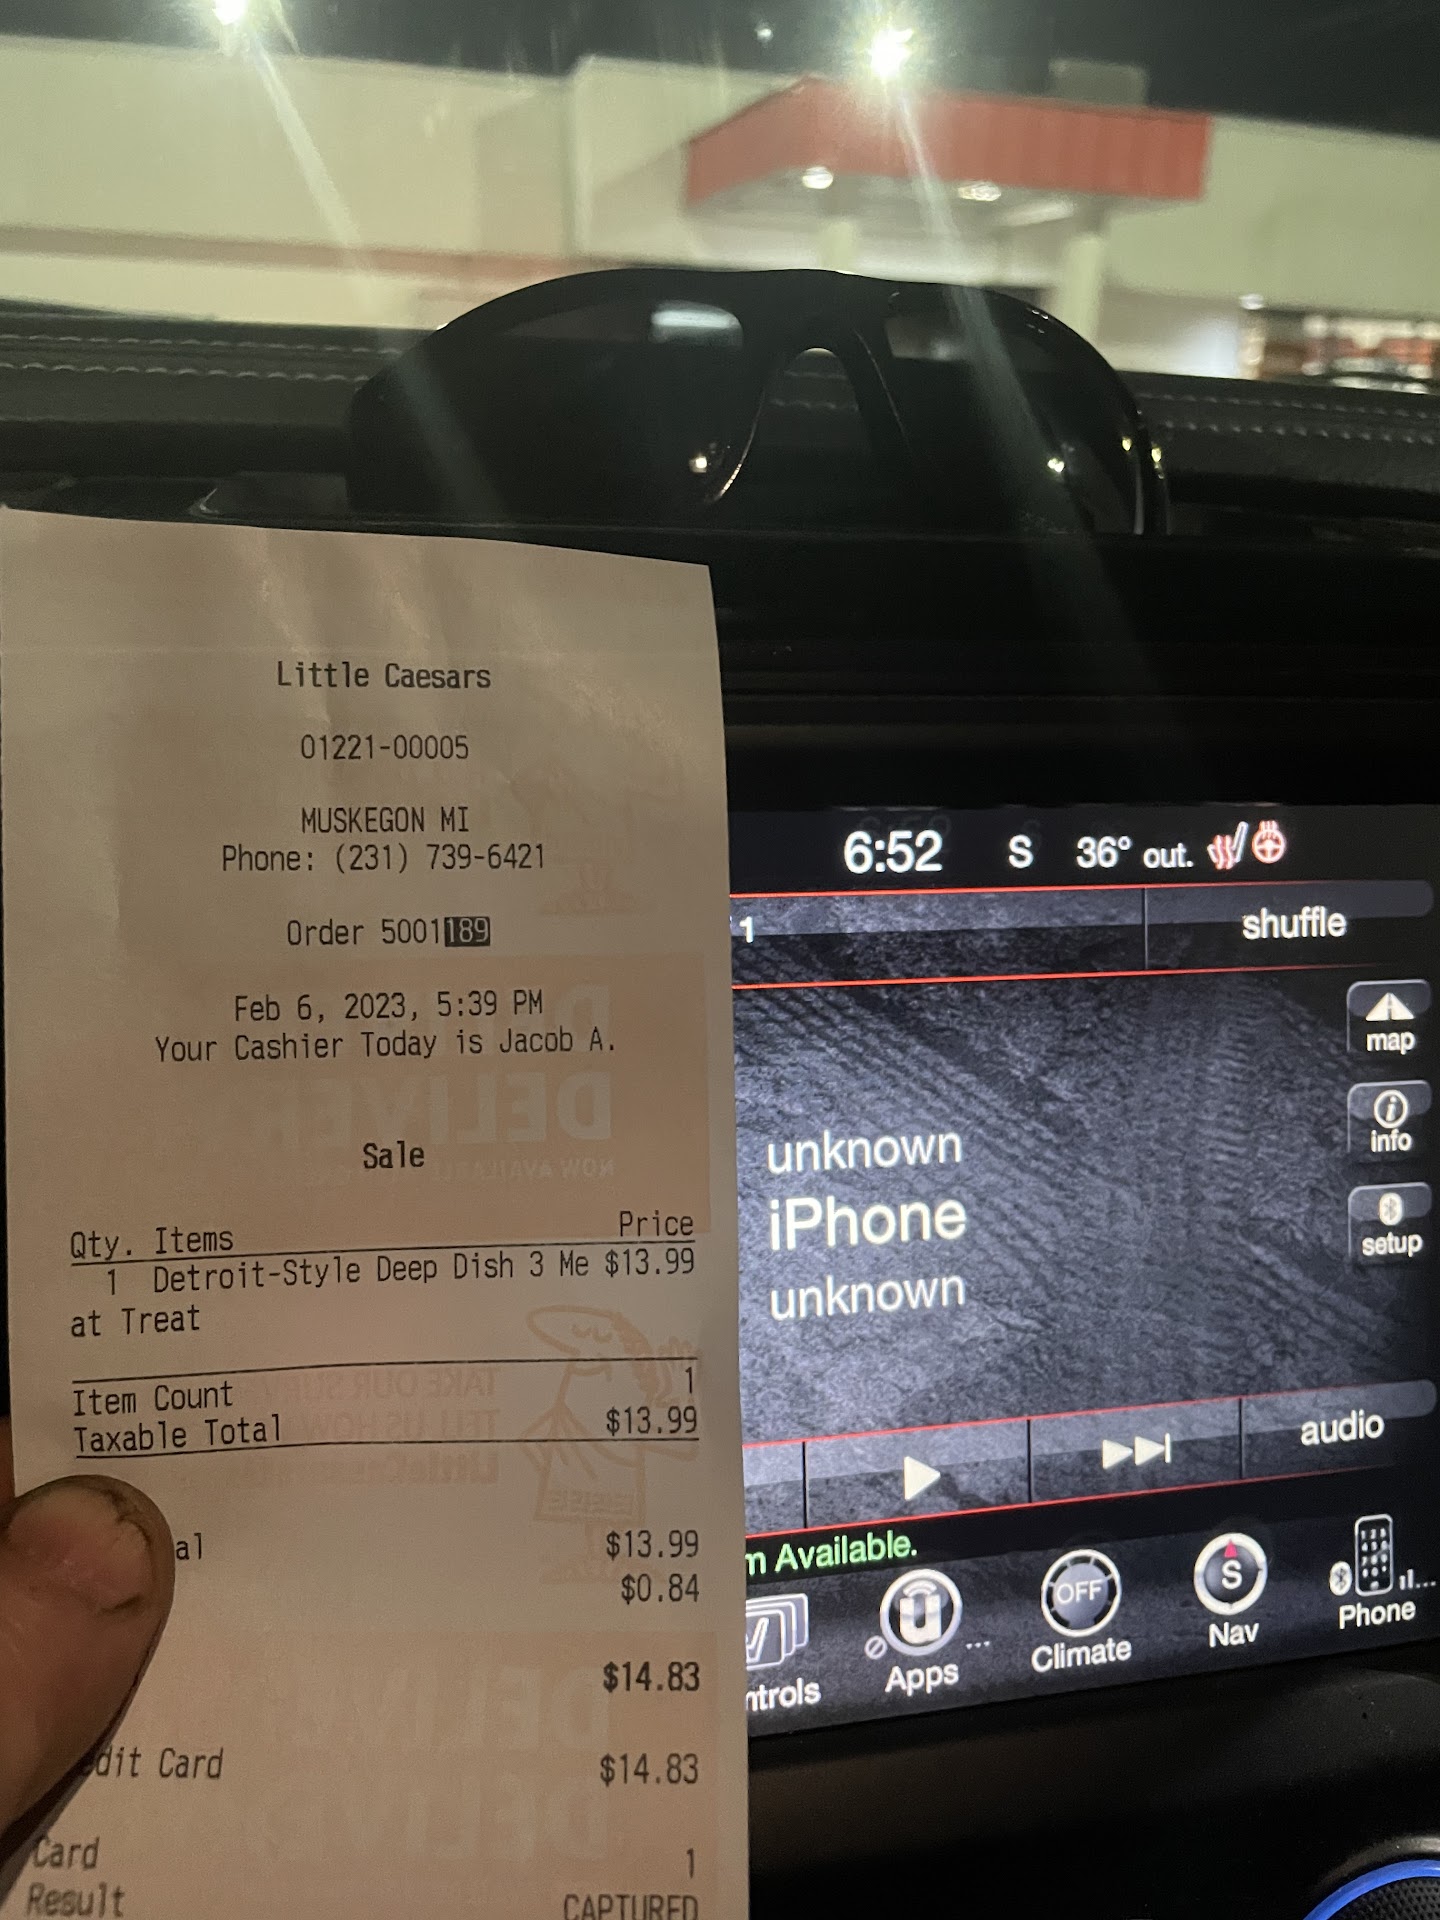 Little Caesars
01221-00005
MUSKEGON MI
Phone: (231) 739-6421
Order 5001189
Feb 6, 2023, 5:39 PM
Your Cashier Today is Jacob A.
Sale
Qty. Items Price
1 Detroit-Style Deep Dish 3 Me $13.99
at Treat
Item Count 1
Taxable Total $13.99
al $13.99
$0.84
$14.83
dit Card $14.83
Card 1
Result CAPTURED
6:52 S 36° out.
1 shuffle
map
info
unknown
iPhone
unknown
setup
audio
m Available.
OFF
S
ntrols Apps Climate Nav Phone